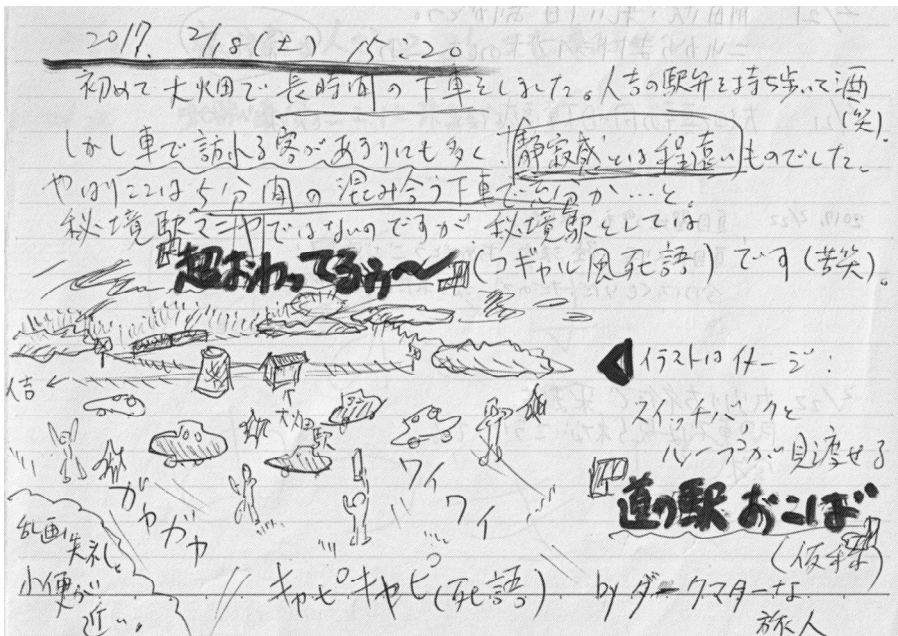 2017. 2/18(土) 15:12:20
初めて大畑で長時間の下車をしました。人吉の駅弁を持ち歩いて酒
(笑).
しかし車で訪れる客があまりにも多く、静寂感とは程遠いものでした。
やはりここは5分間の混み合う下車で充分か…と。
秘境駅マニヤではないのですが 秘境駅としては
超おわってるぅ〜(コギャル風死語)です(苦笑)。
イラストはイメージ:
人吉←
大畑駅
スイッチバックと
ループが見渡せる
道の駅 おこば
(仮称)
ワイ
ワイ
ガヤガヤ
乱画失礼
小便が
近い。
キャピキャピ(死語)
by ダークマターな
旅人